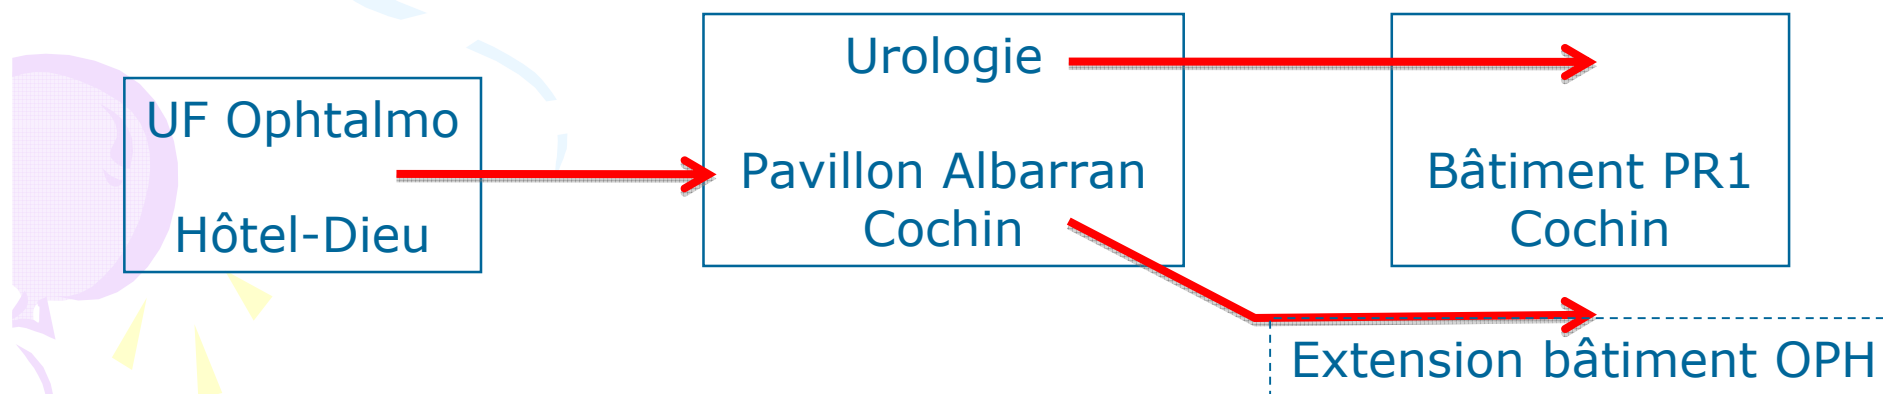 UF Ophtalmo
Hôtel-Dieu
Urologie
Pavillon Albarran
Cochin
Bâtiment PR1
Cochin
Extension bâtiment OPH